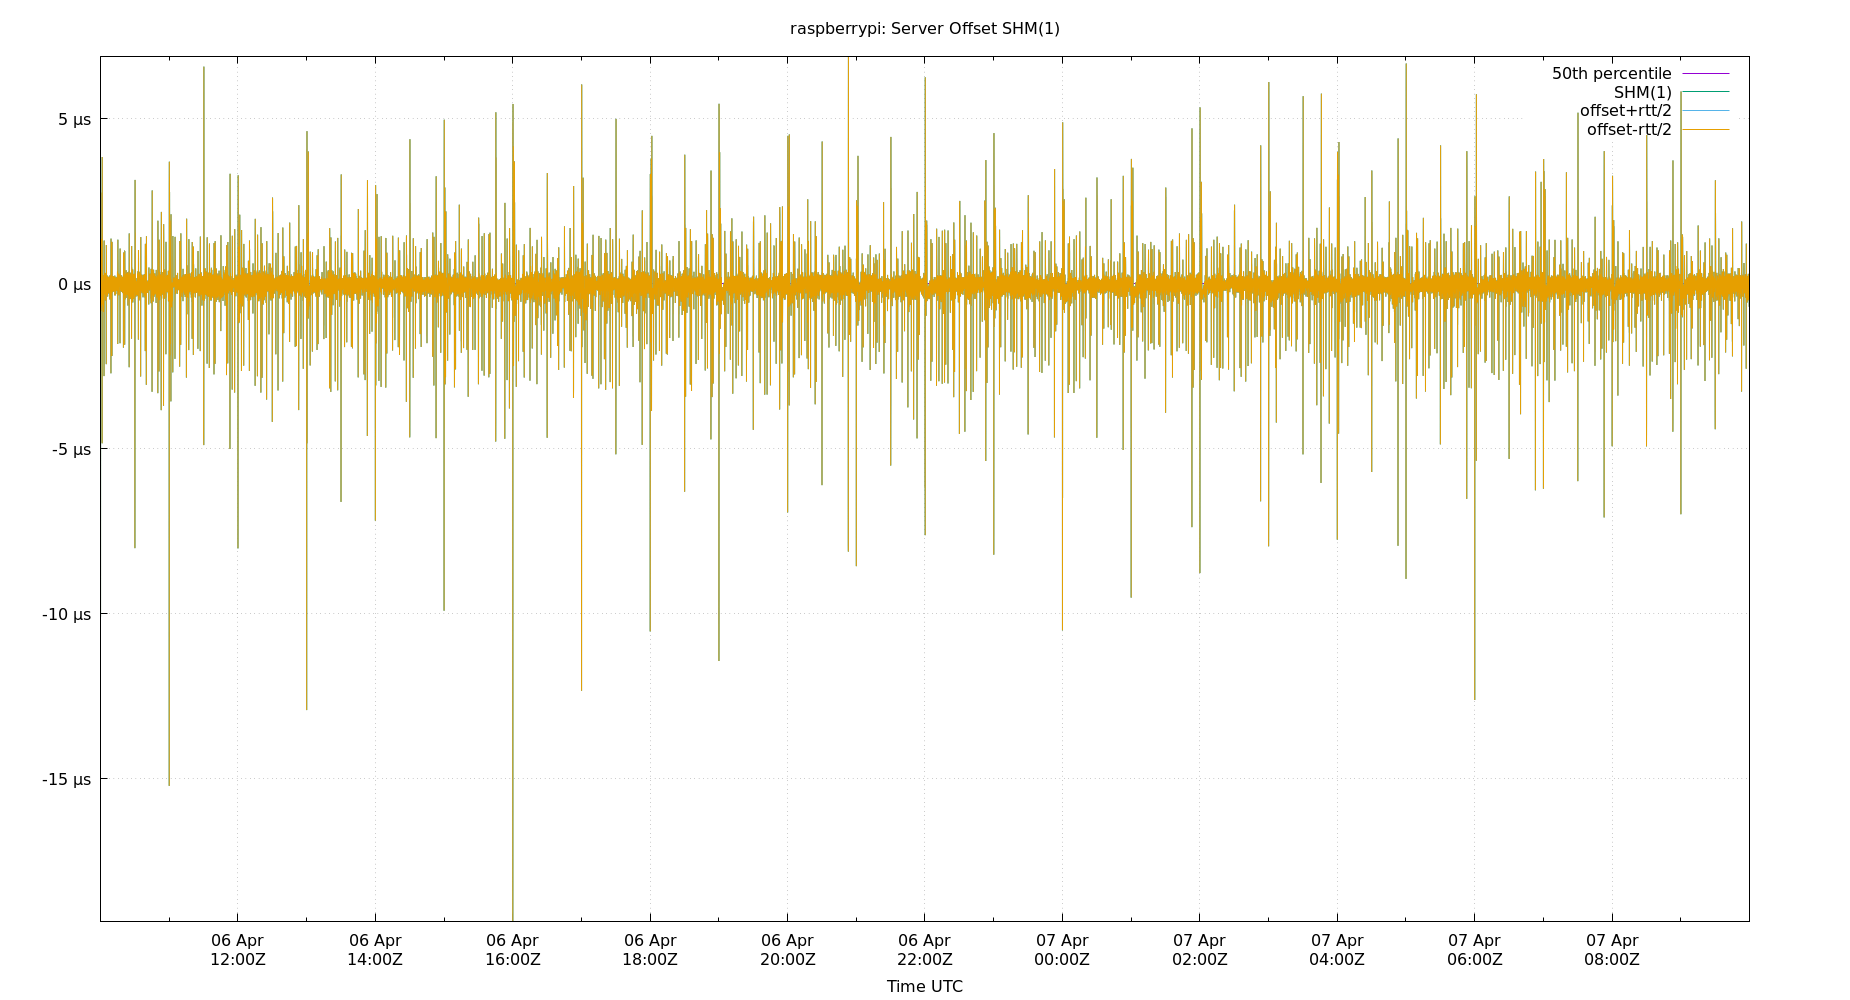 raspberrypi: Server Offset SHM(1)
50th percentile
SHM(1)
offset+rtt/2
offset-rtt/2
5 µs
0 µs
-5 µs
-10 µs
-15 µs
06 Apr 06 Apr 06 Apr 06 Apr 06 Apr 06 Apr 07 Apr 07 Apr 07 Apr 07 Apr 07 Apr
12:00Z 14:00Z 16:00Z 18:00Z 20:00Z 22:00Z 00:00Z 02:00Z 04:00Z 06:00Z 08:00Z
Time UTC